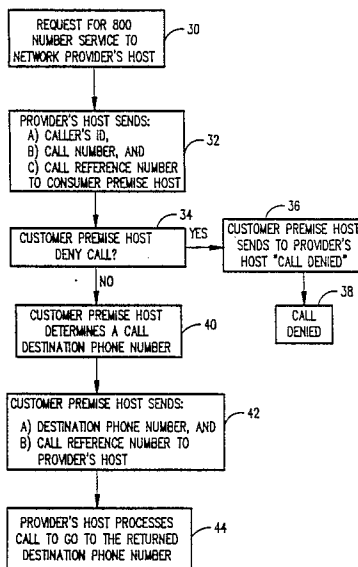 REQUEST FOR 800
NUMBER SERVICE TO
NETWORK PROVIDER'S HOST
30
PROVIDER'S HOST SENDS:
A) CALLER'S ID,
B) CALL NUMBER, AND
C) CALL REFERENCE NUMBER
TO CONSUMER PREMISE HOST
32
34
CUSTOMER PREMISE HOST
DENY CALL?
YES
36
CUSTOMER PREMISE HOST
SENDS TO PROVIDER'S
HOST "CALL DENIED"
38
CALL
DENIED
NO
CUSTOMER PREMISE HOST
DETERMINES A CALL
DESTINATION PHONE NUMBER
40
CUSTOMER PREMISE HOST SENDS:
A) DESTINATION PHONE NUMBER, AND
B) CALL REFERENCE NUMBER TO
PROVIDER'S HOST
42
PROVIDER'S HOST PROCESSES
CALL TO GO TO THE RETURNED
DESTINATION PHONE NUMBER
44